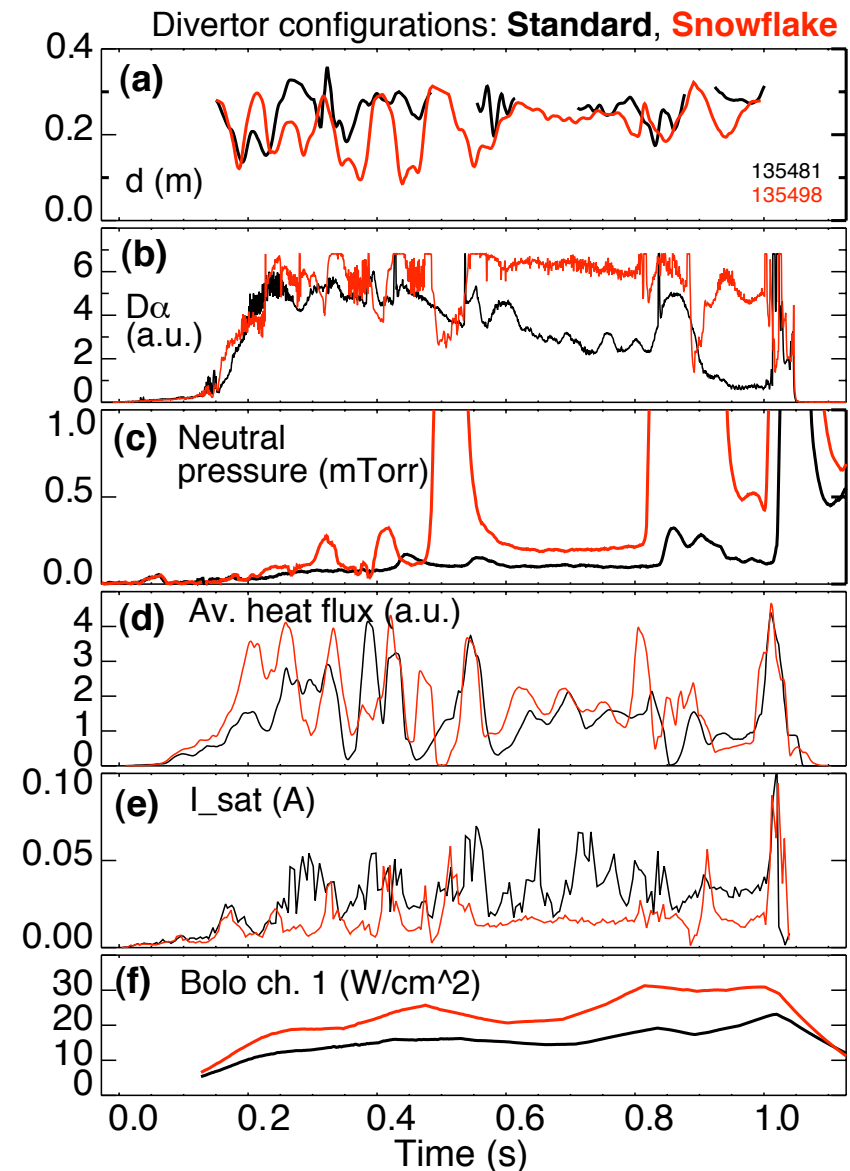 Divertor configurations: Standard, Snowflake
0.4
(a)
0.2
d (m)
135481
135498
0.0
(b)
6
Dα
4
(a.u.)
2
0
1.0
(c) Neutral
pressure (mTorr)
0.5
0.0
(d) Av. heat flux (a.u.)
4
3
2
1
0
0.10
(e) I_sat (A)
0.05
0.00
(f) Bolo ch. 1 (W/cm^2)
30
20
10
0
0.0 0.2 0.4 0.6 0.8 1.0
Time (s)